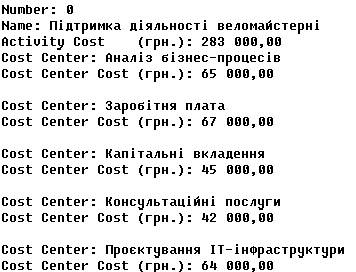 Number: 0
Name: Підтримка діяльності веломайстерні
Activity Cost    (грн.): 283 000,00
Cost Center: Аналіз бізнес-процесів
Cost Center Cost (грн.): 65 000,00
Cost Center: Заробітня плата
Cost Center Cost (грн.): 67 000,00
Cost Center: Капітальні вкладення
Cost Center Cost (грн.): 45 000,00
Cost Center: Консультаційні послуги
Cost Center Cost (грн.): 42 000,00
Cost Center: Проєктування ІТ-інфраструктури
Cost Center Cost (грн.): 64 000,00